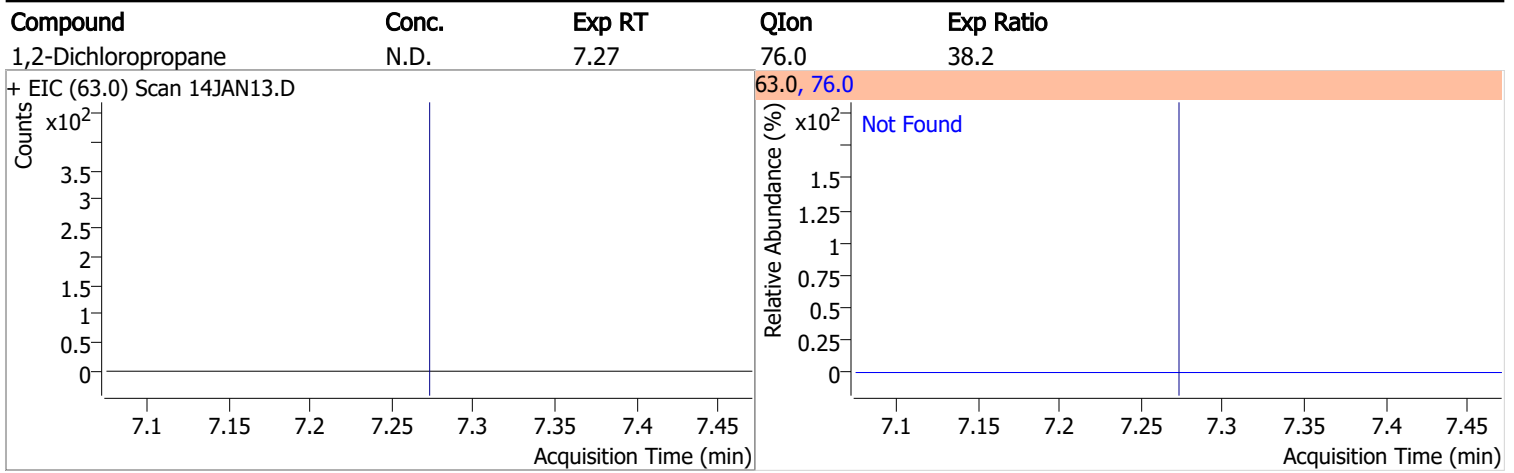 Compound Conc. Exp RT QIon Exp Ratio
1,2-Dichloropropane N.D. 7.27 76.0 38.2
+ EIC (63.0) Scan 14JAN13.D
Counts
x10²
3.5
3
2.5
2
1.5
1
0.5
0
7.1 7.15 7.2 7.25 7.3 7.35 7.4 7.45
Acquisition Time (min)
63.0, 76.0
Relative Abundance (%)
x10²
Not Found
1.5
1.25
1
0.75
0.5
0.25
0
7.1 7.15 7.2 7.25 7.3 7.35 7.4 7.45
Acquisition Time (min)